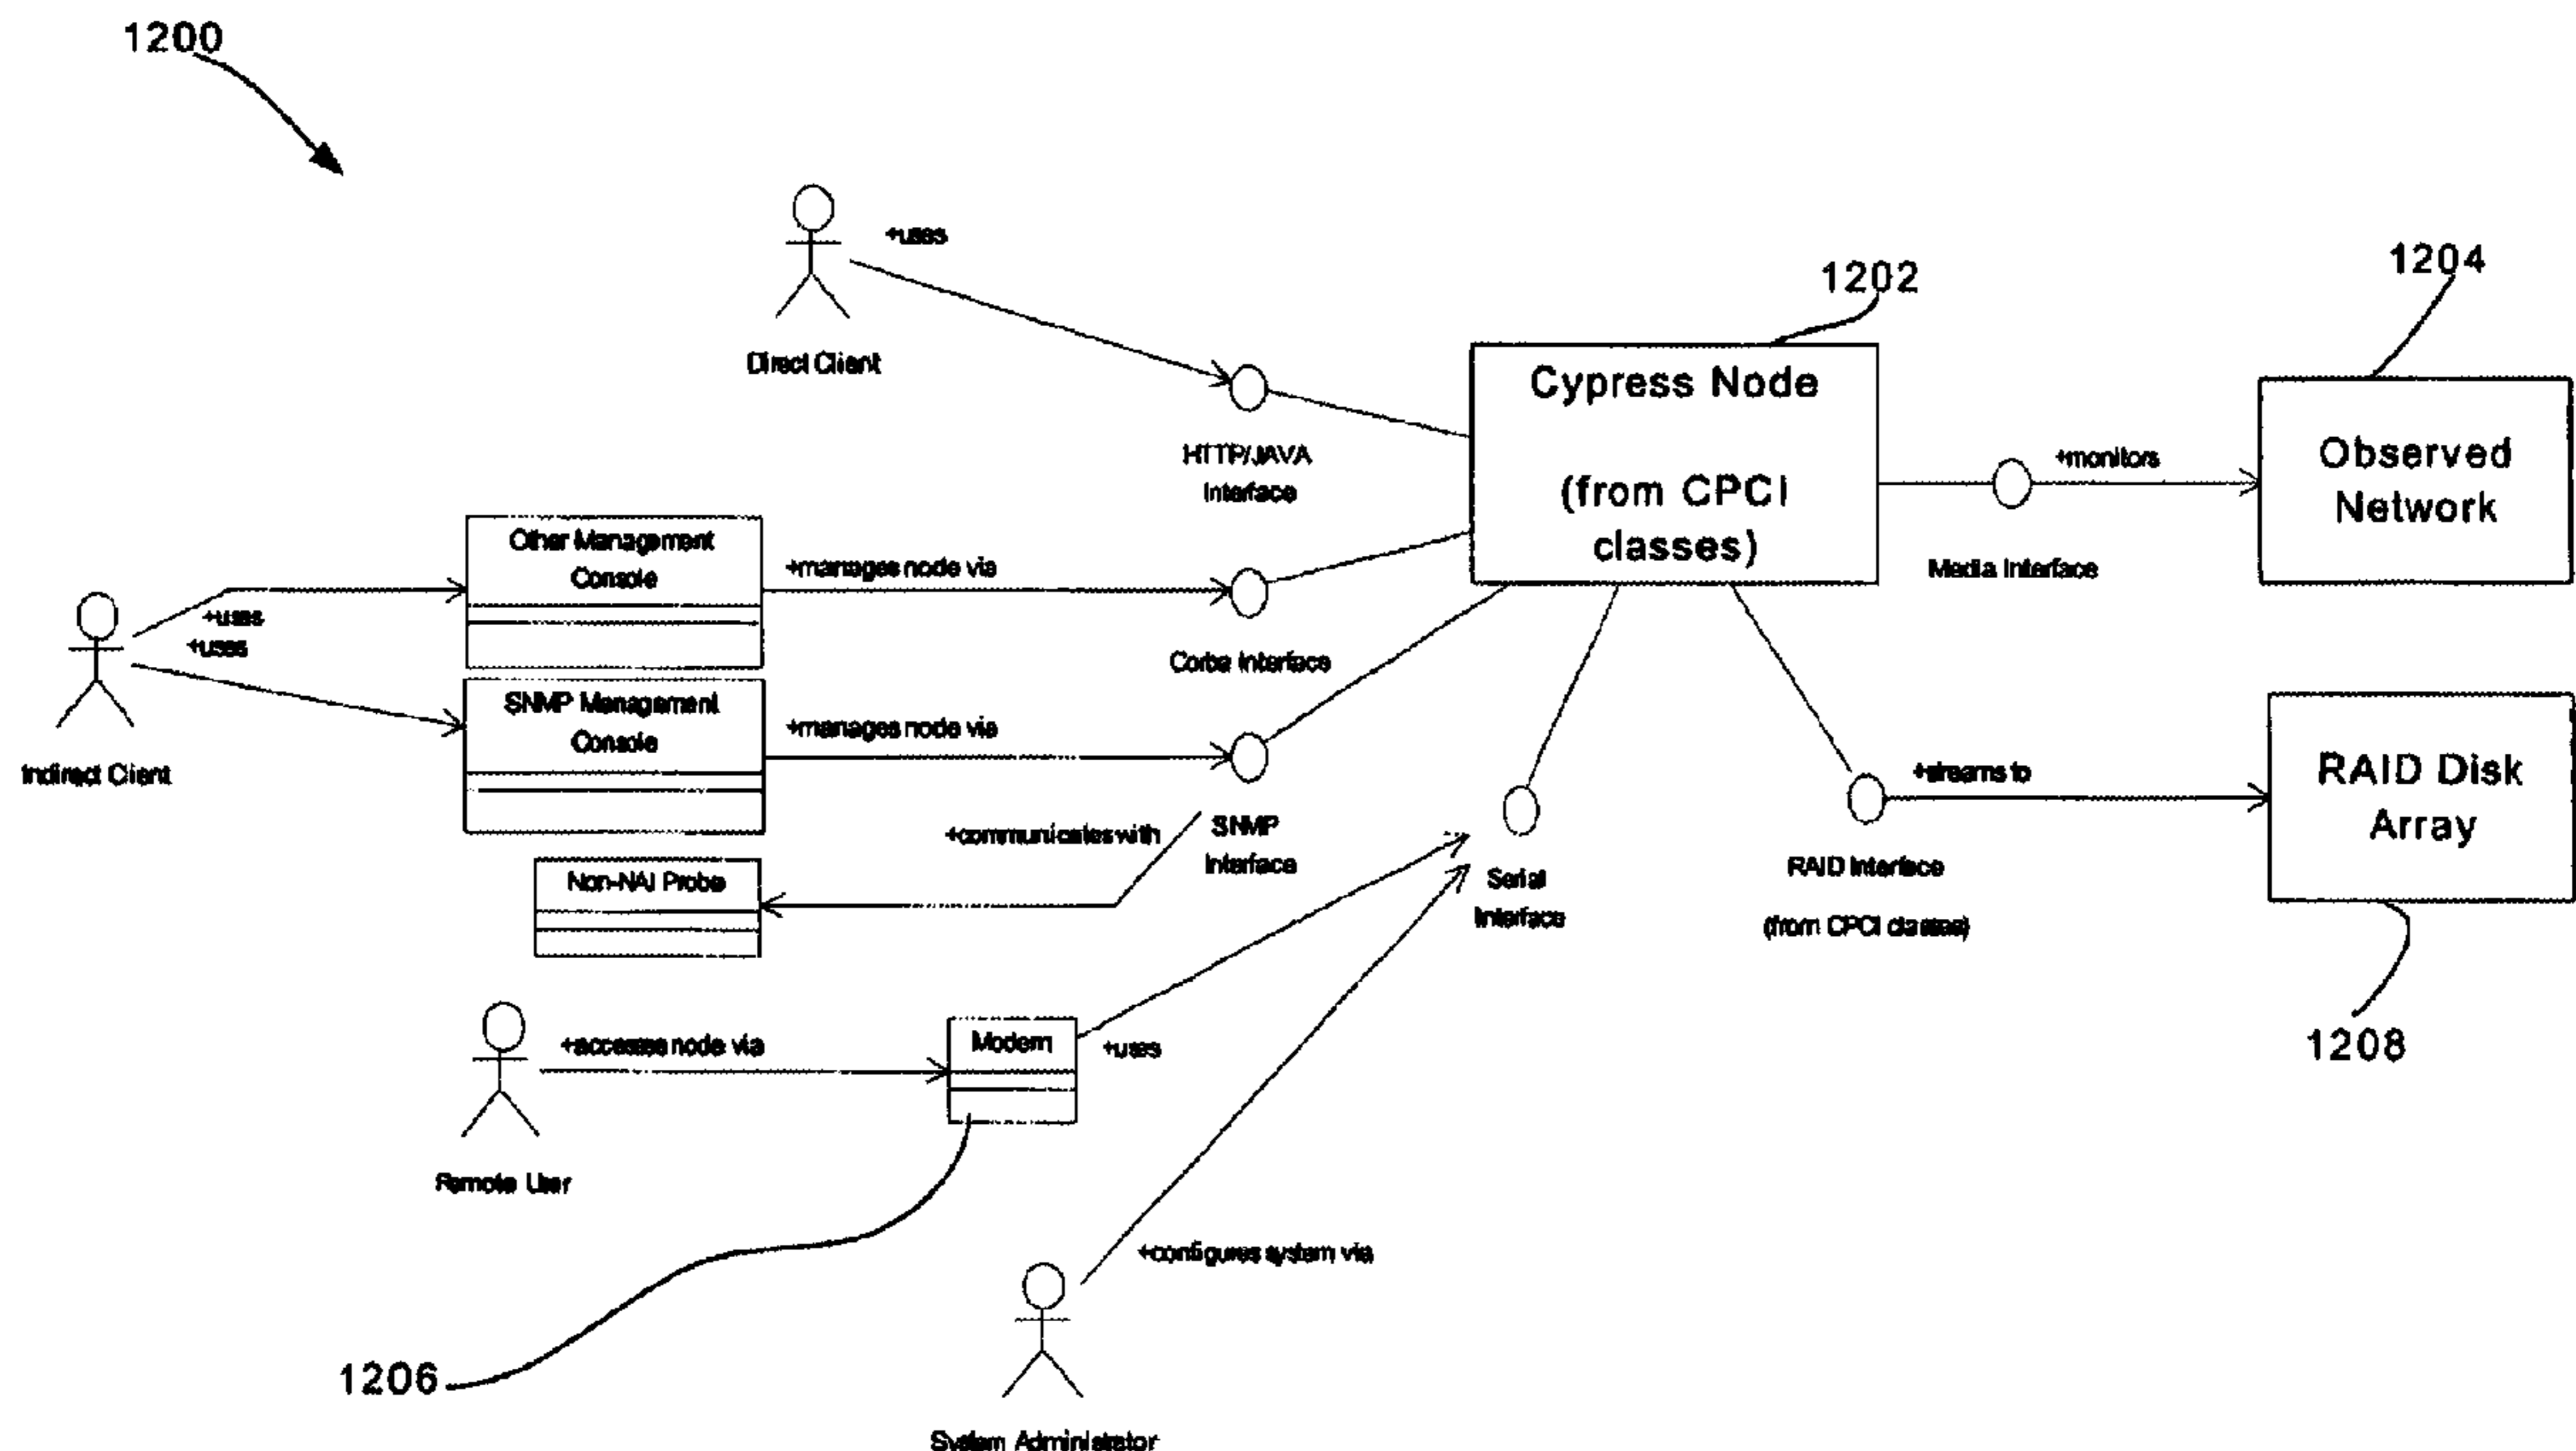 1200
+uses
Direct Client
1202
1204
Cypress Node
(from CPCI
classes)
Observed
Network
HTTP/JAVA
Interface
+monitors
Media Interface
Other Management
Console
+manages node via
+uses
+uses
Corba Interface
SNMP Management
Console
+manages node via
Indirect Client
+communicates with
SNMP
Interface
Non-NAI Probe
Serial
Interface
+streams to
RAID Interface
(from CPCI classes)
RAID Disk
Array
1208
+accesses node via
Modem
+uses
Remote User
+configures system via
1206
System Administrator